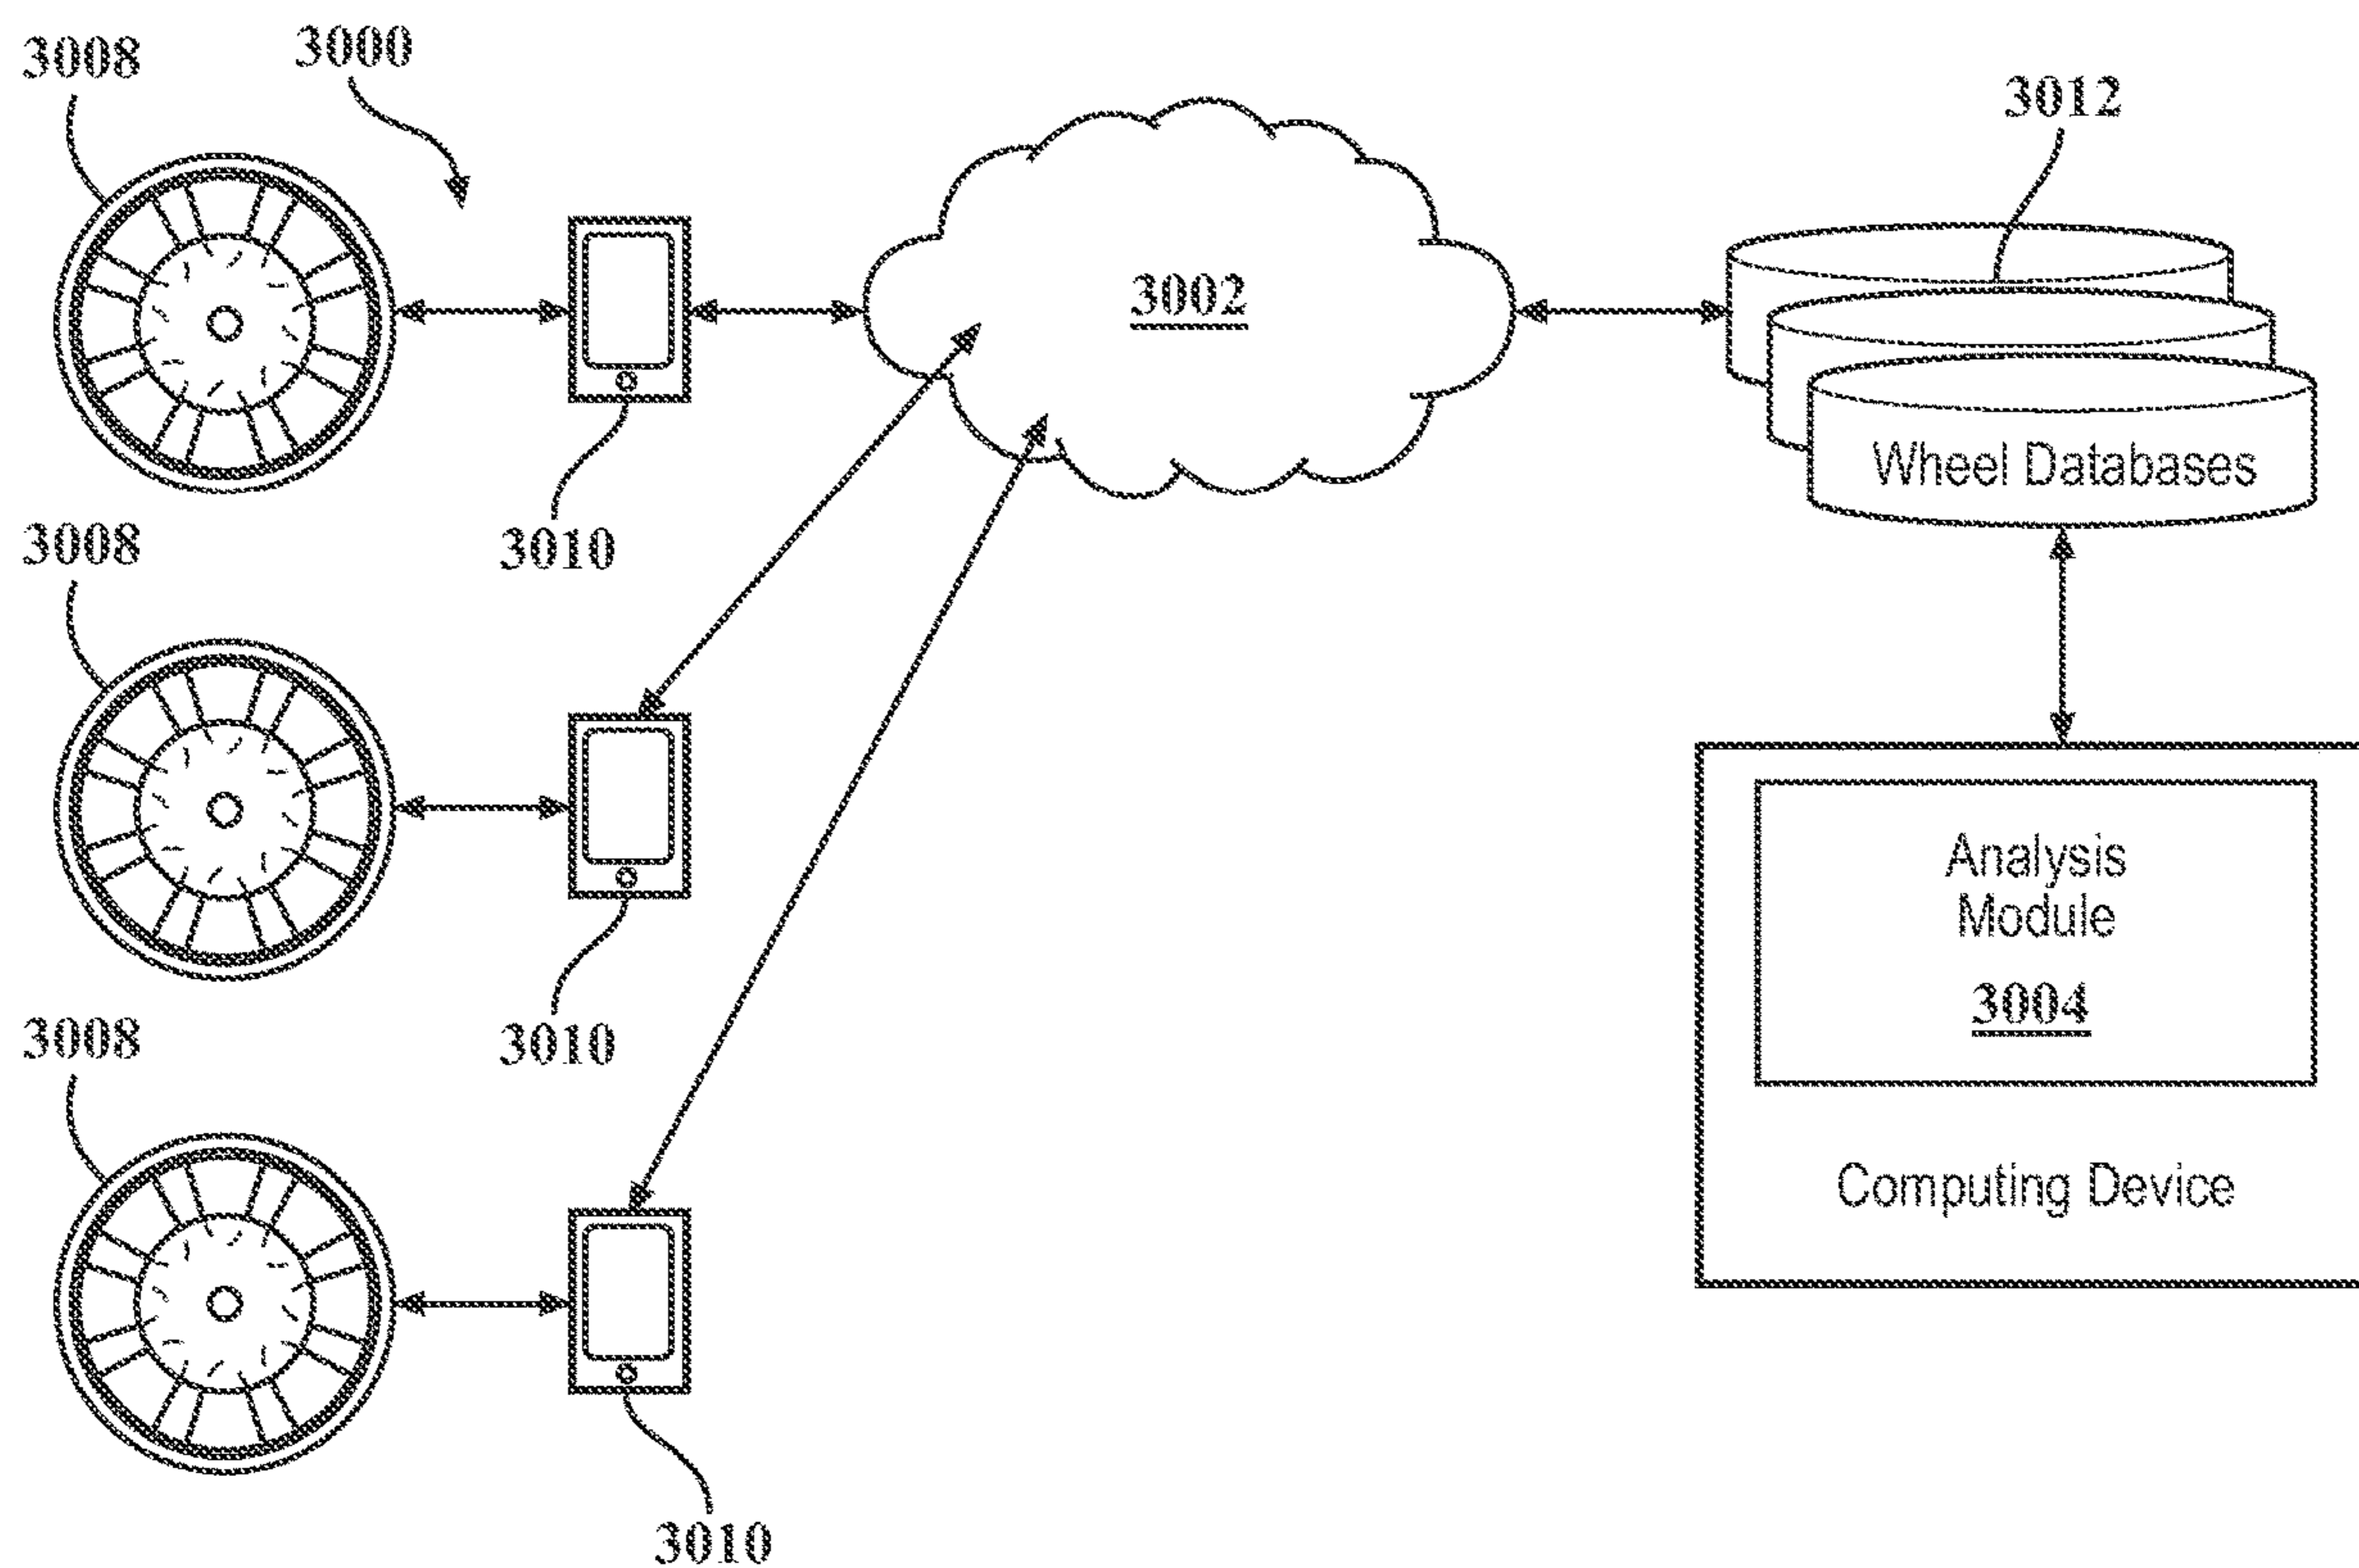 3008
3000
3012
3002
3010
Wheel Databases
3008
3010
Analysis
Module
3004
3008
Computing Device
3010